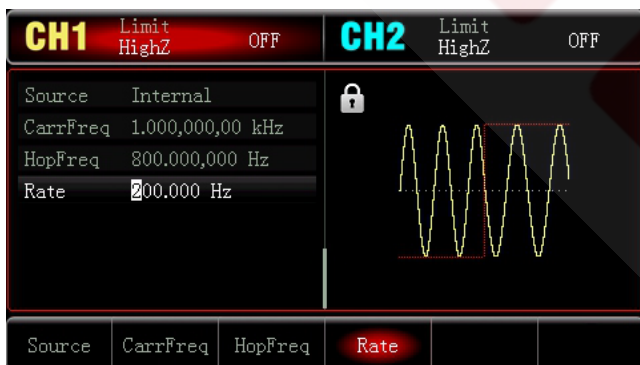 CH1 Limit HighZ OFF CH2 Limit HighZ OFF
Source Internal
CarrFreq 1.000,000,00 kHz
HopFreq 800.000,000 Hz
Rate 200.000 Hz
Source CarrFreq HopFreq Rate